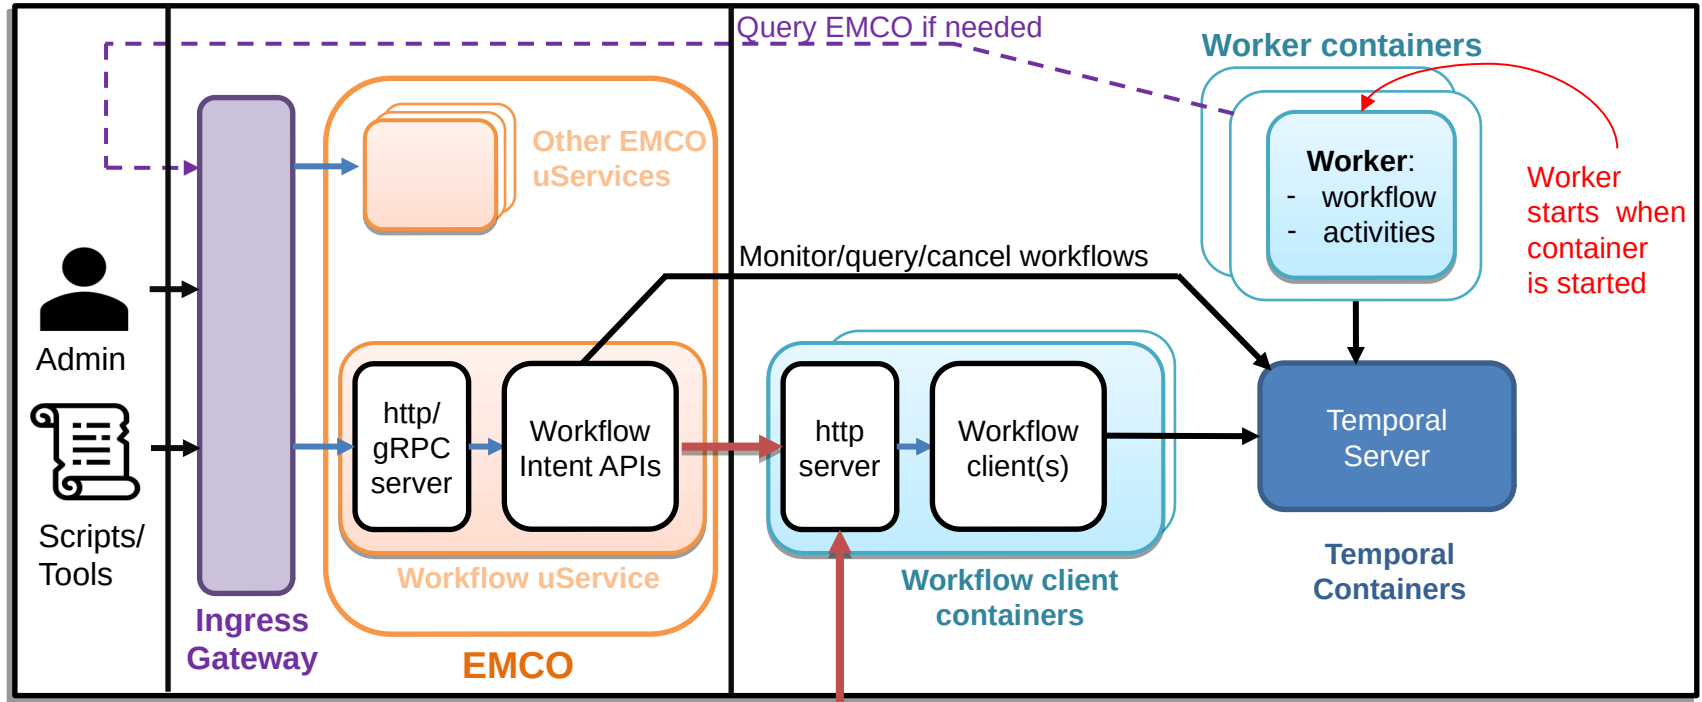 Query EMCO if needed
Worker containers
Other EMCO
uServices
Worker:
- workflow
- activities
Worker
starts when
container
is started
Monitor/query/cancel workflows
Admin
http/
gRPC
server
Workflow
Intent APIs
http
server
Workflow
client(s)
Temporal
Server
Scripts/
Tools
Workflow uService
Workflow client
containers
Temporal
Containers
Ingress
Gateway
EMCO